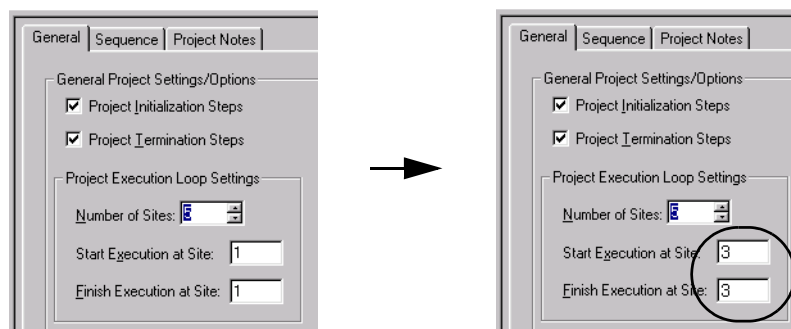 General Sequence Project Notes
General Project Settings/Options
Project Initialization Steps
Project Termination Steps
Project Execution Loop Settings
Number of Sites: 5
Start Execution at Site: 1
Finish Execution at Site: 1
General Sequence Project Notes
General Project Settings/Options
Project Initialization Steps
Project Termination Steps
Project Execution Loop Settings
Number of Sites: 5
Start Execution at Site: 3
Finish Execution at Site: 3